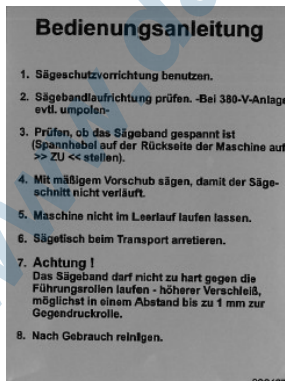 Bedienungsanleitung
1. Sägeschutzvorrichtung benutzen.
2. Sägebandlaufrichtung prüfen. -Bei 380-V-Anlage
evtl. umpolen-
3. Prüfen, ob das Sägeband gespannt ist
(Spannhebel auf der Rückseite der Maschine auf
>> ZU << stellen).
4. Mit mäßigem Vorschub sägen, damit der Säge-
schnitt nicht verläuft.
5. Maschine nicht im Leerlauf laufen lassen.
6. Sägetisch beim Transport arretieren.
7. Achtung !
Das Sägeband darf nicht zu hart gegen die
Führungsrollen laufen - höherer Verschleiß,
möglichst in einem Abstand bis zu 1 mm zur
Gegendruckrolle.
8. Nach Gebrauch reinigen.